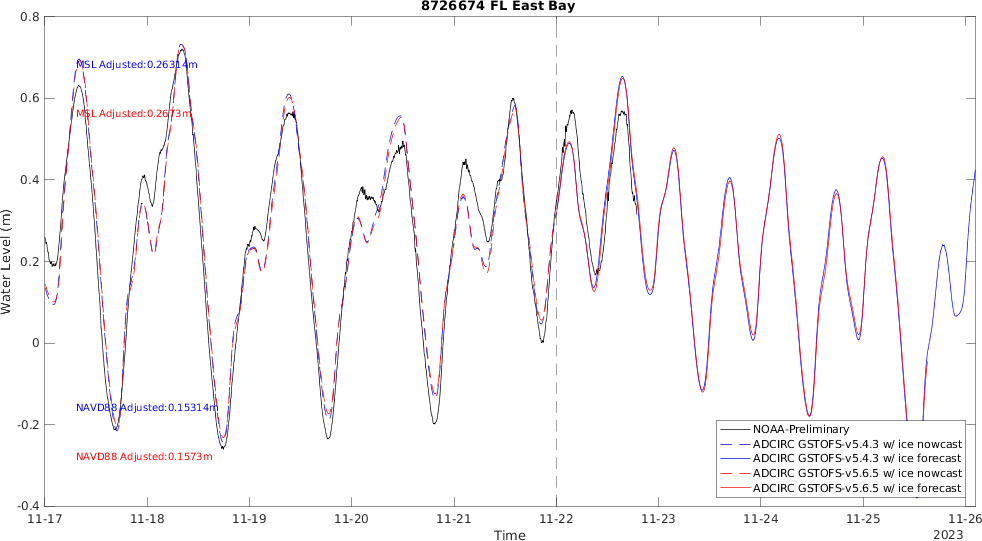 8726674 FL East Bay
Water Level (m)
0.8
0.6
0.4
0.2
0
-0.2
-0.4
MSL Adjusted:0.26314m
MSL Adjusted:0.2673m
NAVD88 Adjusted:0.15314m
NAVD88 Adjusted:0.1573m
NOAA-Preliminary
ADCIRC GSTOFS-v5.4.3 w/ ice nowcast
ADCIRC GSTOFS-v5.4.3 w/ ice forecast
ADCIRC GSTOFS-v5.6.5 w/ ice nowcast
ADCIRC GSTOFS-v5.6.5 w/ ice forecast
11-17 11-18 11-19 11-20 11-21 11-22 11-23 11-24 11-25 11-26
Time
2023